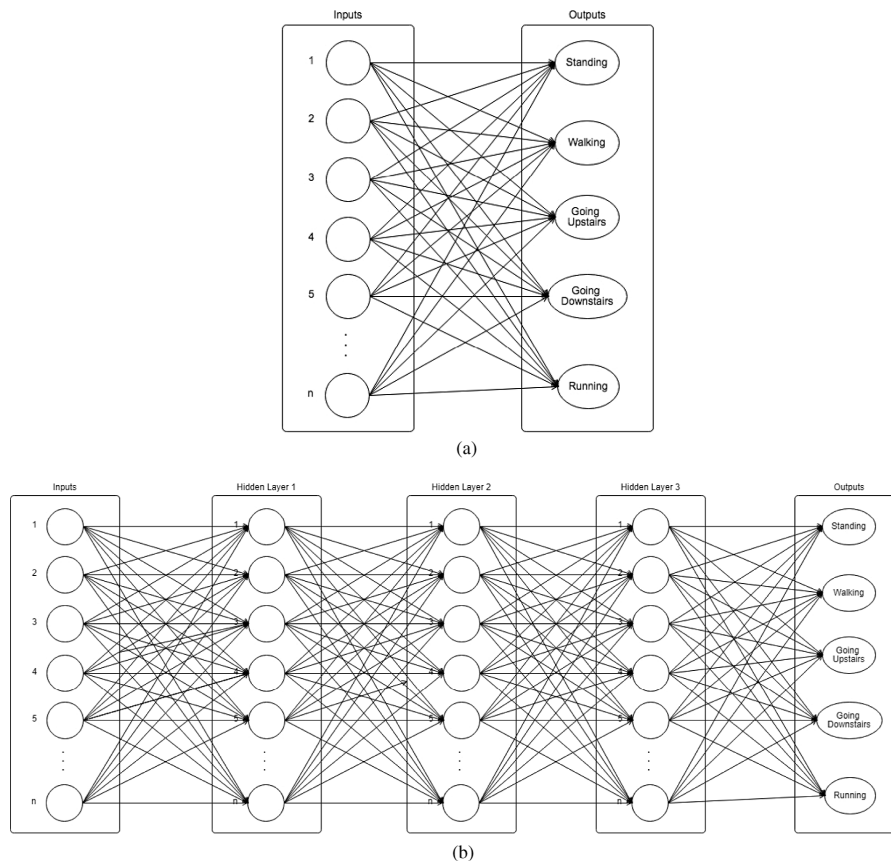 Inputs
Outputs
1
Standing
2
Walking
3
Going
Upstairs
4
5
Going
Downstairs
n
Running
(a)
Inputs
Hidden Layer 1
Hidden Layer 2
Hidden Layer 3
Outputs
1
1
1
1
Standing
2
2
2
2
Walking
3
3
3
3
Going
Upstairs
4
4
4
4
5
5
5
5
Going
Downstairs
n
n
n
n
Running
(b)